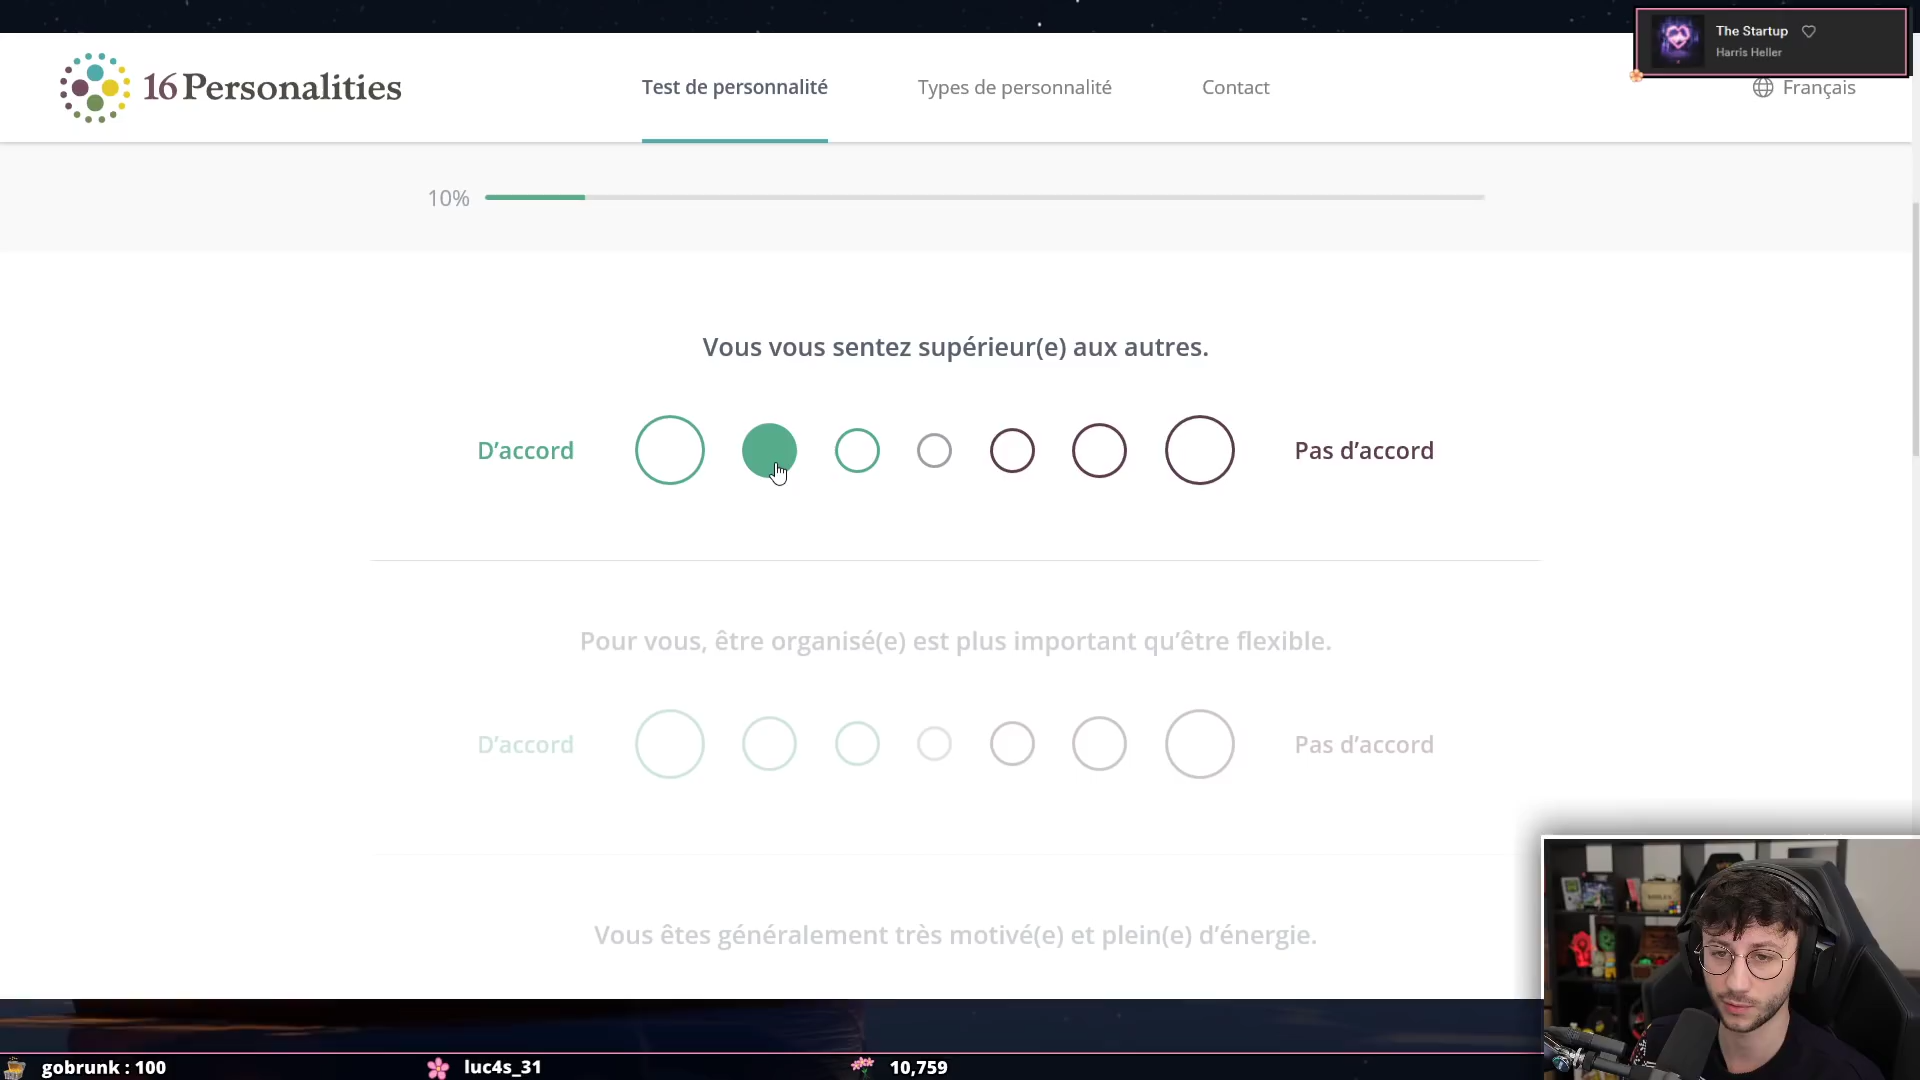 The Startup
Harris Heller
16Personalities
Test de personnalité
Types de personnalité
Contact
Français
10%
Vous vous sentez supérieur(e) aux autres.
D’accord
Pas d’accord
Pour vous, être organisé(e) est plus important qu’être flexible.
D’accord
Pas d’accord
Vous êtes généralement très motivé(e) et plein(e) d’énergie.
gobrunk : 100
luc4s_31
10,759